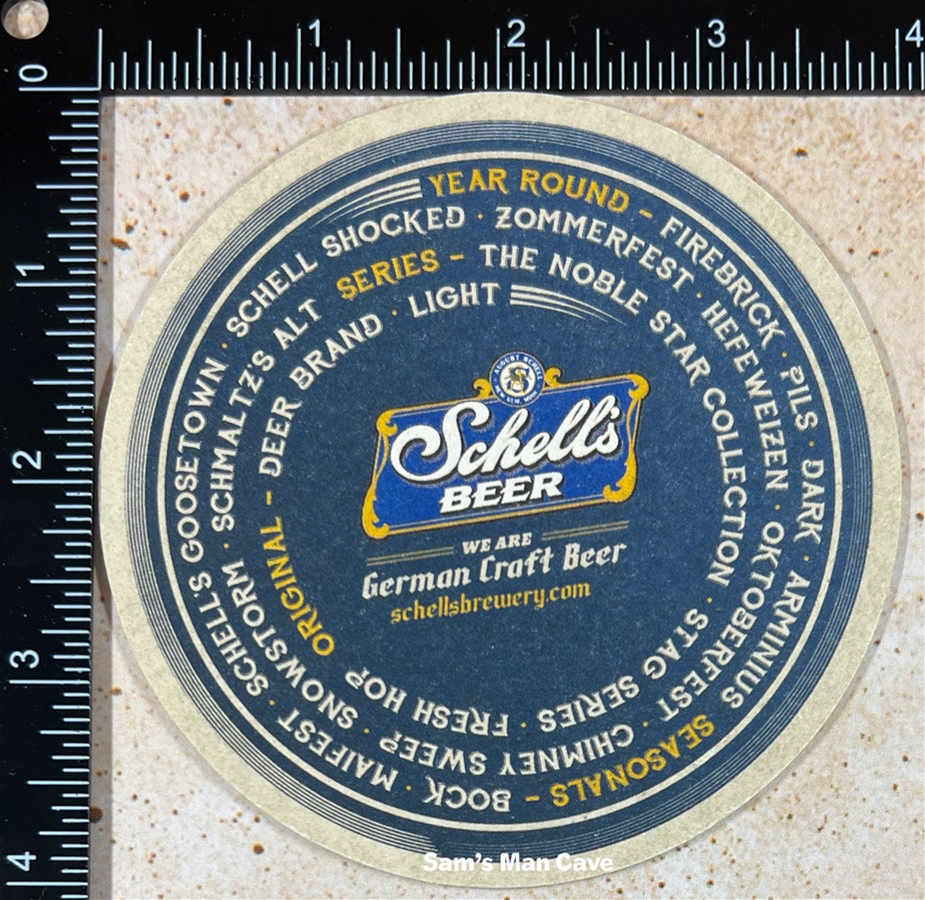 0 1 2 3 4
1
2
3
4
YEAR ROUND – FIREBRICK · PILS · DARK · ARMINIUS
SEASONALS – BOCK · MAIFEST · SCHELL'S GOOSETOWN · SCHELL SHOCKED · ZOMMERFEST · HEFEWEIZEN · OKTOBERFEST · CHIMNEY SWEEP · SNOWSTORM · SCHMALTZ'S ALT
SERIES – THE NOBLE STAR COLLECTION · STAG SERIES · FRESH HOP
ORIGINAL – DEER BRAND · LIGHT
AUGUST SCHELL
NEW ULM, MINN
Schell's
BEER
WE ARE
German Craft Beer
schellsbrewery.com
Sam's Man Cave